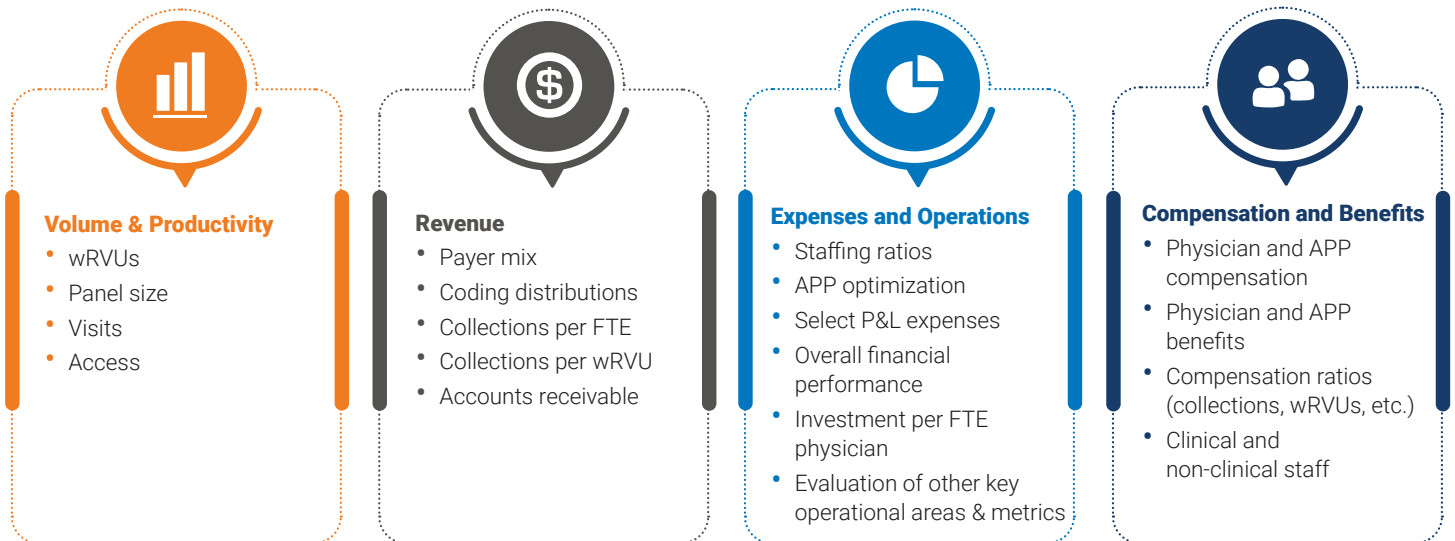 Volume & Productivity
• wRVUs
• Panel size
• Visits
• Access
Revenue
• Payer mix
• Coding distributions
• Collections per FTE
• Collections per wRVU
• Accounts receivable
Expenses and Operations
• Staffing ratios
• APP optimization
• Select P&L expenses
• Overall financial
performance
• Investment per FTE
physician
• Evaluation of other key
operational areas & metrics
Compensation and Benefits
• Physician and APP
compensation
• Physician and APP
benefits
• Compensation ratios
(collections, wRVUs, etc.)
• Clinical and
non-clinical staff